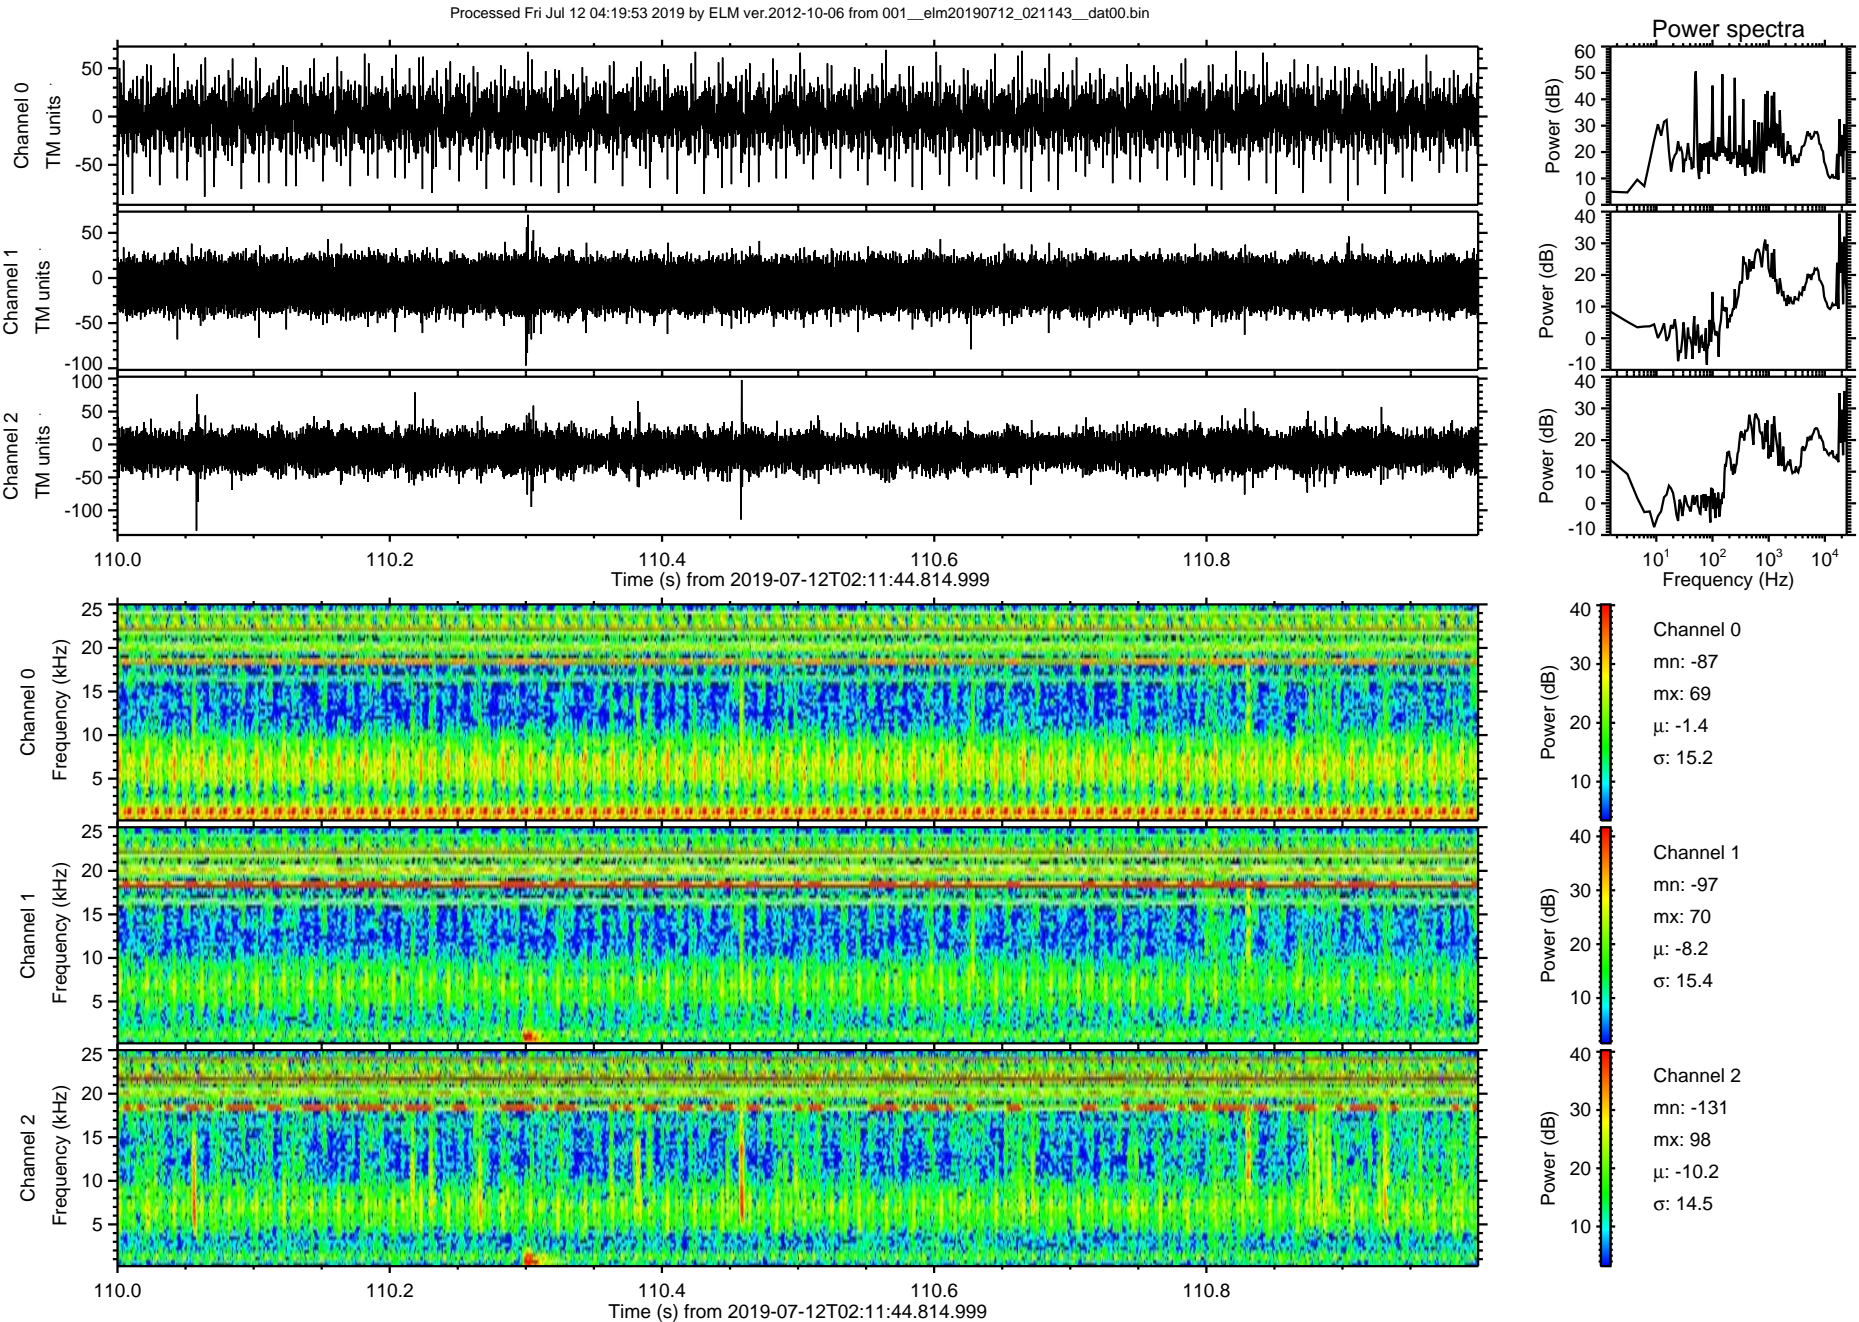 Processed Fri Jul 12 04:19:53 2019 by ELM ver.2012-10-06 from 001__elm20190712_021143__dat00.bin
Power spectra
Channel 0
TM units
50
0
-50
Power (dB)
60
50
40
30
20
10
0
Channel 1
TM units
50
0
-50
-100
Power (dB)
40
30
20
10
0
-10
Channel 2
TM units
100
50
0
-50
-100
Power (dB)
40
30
20
10
0
-10
110.0 110.2 110.4 110.6 110.8
Time (s) from 2019-07-12T02:11:44.814.999
10^1 10^2 10^3 10^4
Frequency (Hz)
Channel 0
Frequency (kHz)
25
20
15
10
5
Power (dB)
40
30
20
10
Channel 0
mn: -87
mx: 69
μ: -1.4
σ: 15.2
Channel 1
Frequency (kHz)
25
20
15
10
5
Power (dB)
40
30
20
10
Channel 1
mn: -97
mx: 70
μ: -8.2
σ: 15.4
Channel 2
Frequency (kHz)
25
20
15
10
5
Power (dB)
40
30
20
10
Channel 2
mn: -131
mx: 98
μ: -10.2
σ: 14.5
110.0 110.2 110.4 110.6 110.8
Time (s) from 2019-07-12T02:11:44.814.999